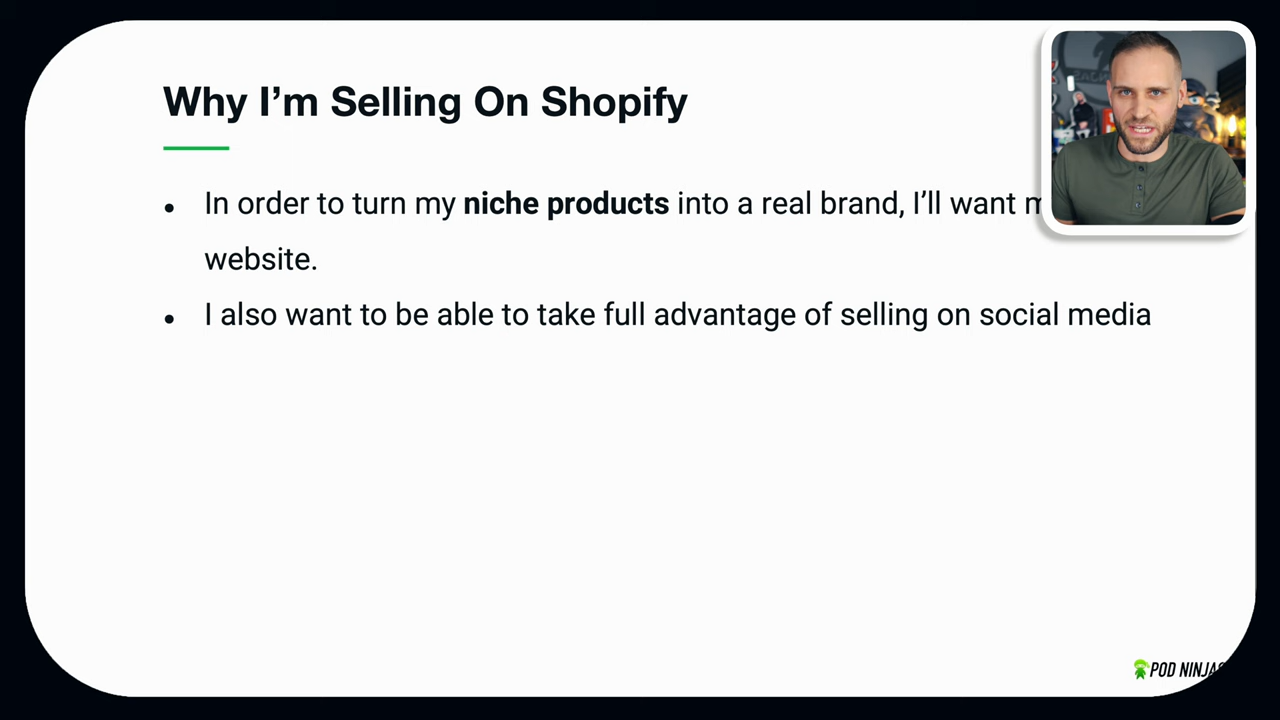 Why I’m Selling On Shopify
• In order to turn my niche products into a real brand, I’ll want
website.
• I also want to be able to take full advantage of selling on social media
POD NINJAS